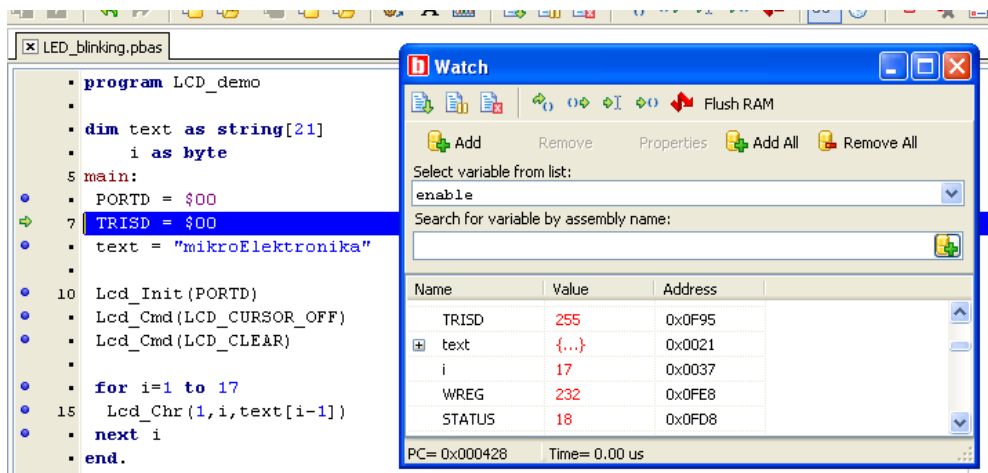 LED_blinking.pbas
program LCD_demo
dim text as string[21]
i as byte
5 main:
PORTD = $00
7 TRISD = $00
text = "mikroElektronika"
10 Lcd_Init(PORTD)
Lcd_Cmd(LCD_CURSOR_OFF)
Lcd_Cmd(LCD_CLEAR)
for i=1 to 17
15 Lcd_Chr(1,i,text[i-1])
next i
end.
Watch
Flush RAM
Add Remove Properties Add All Remove All
Select variable from list:
enable
Search for variable by assembly name:
Name Value Address
TRISD 255 0x0F95
text {...} 0x0021
i 17 0x0037
WREG 232 0x0FE8
STATUS 18 0x0FD8
PC= 0x000428 Time= 0.00 us